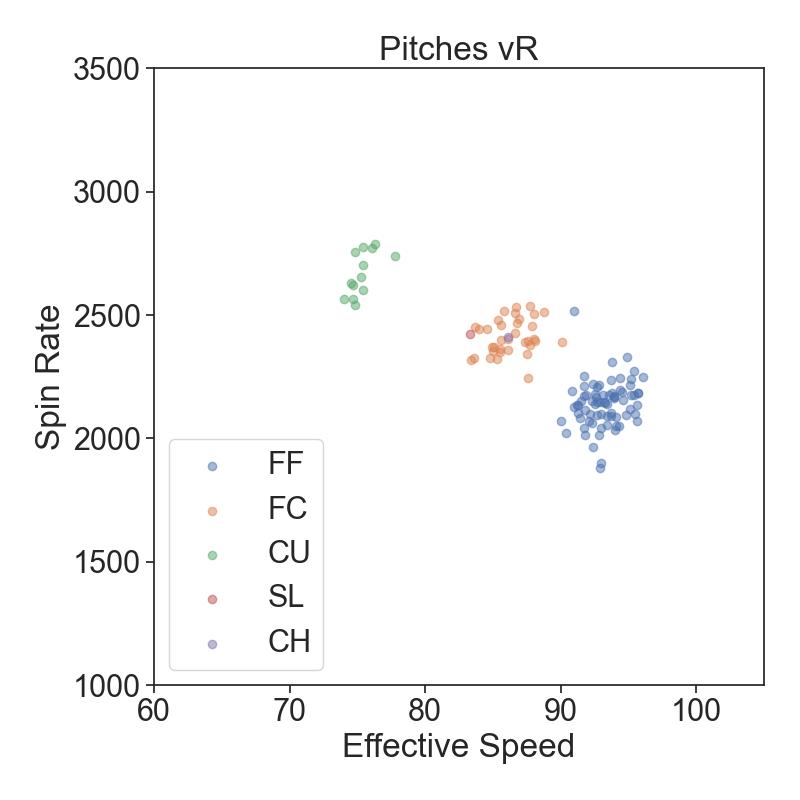 Pitches vR
3500
3000
2500
2000
1500
1000
Spin Rate
FF
FC
CU
SL
CH
60 70 80 90 100
Effective Speed